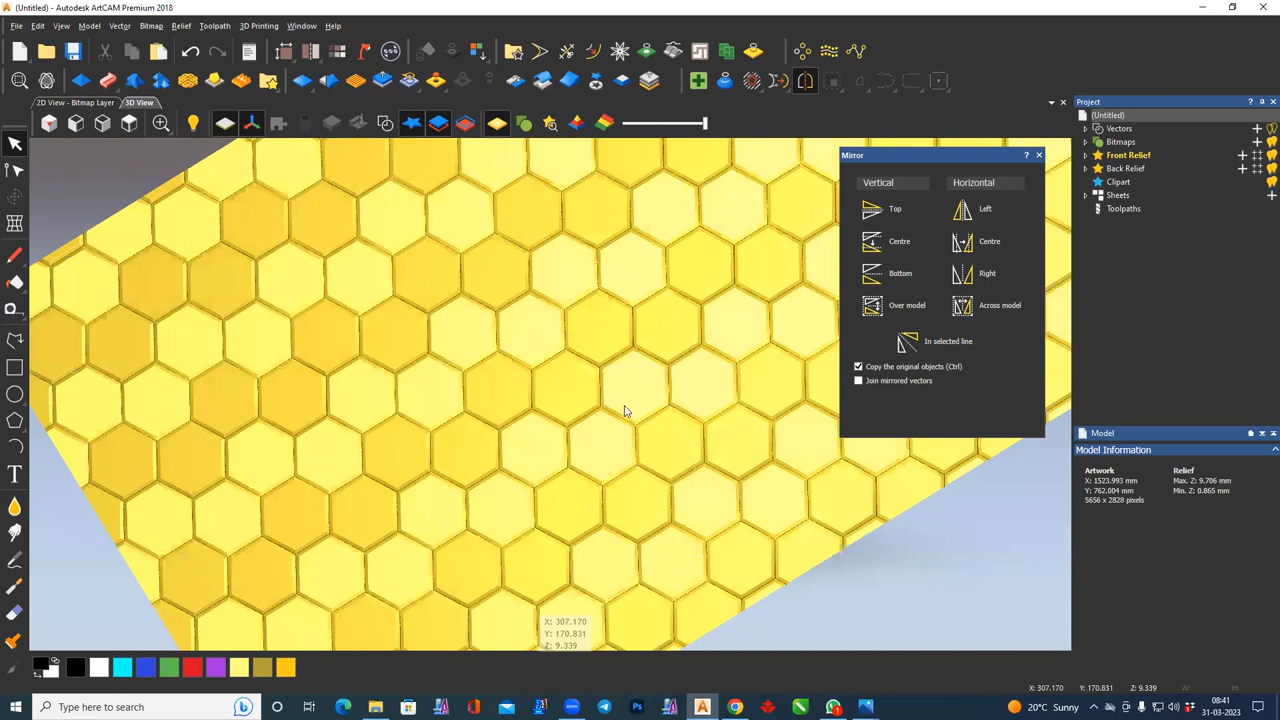 (Untitled) - Autodesk ArtCAM Premium 2018
File Edit View Model Vector Bitmap Relief Toolpath 3D Printing Window Help
2D View - Bitmap Layer 3D View
Project
(Untitled)
Vectors
Bitmaps
Front Relief
Back Relief
Clipart
Sheets
Toolpaths
Mirror
Vertical Horizontal
Top Left
Centre Centre
Bottom Right
Over model Across model
In selected line
Copy the original objects (Ctrl)
Join mirrored vectors
Model
Model Information
Artwork Relief
X: 1523.993 mm Max. Z: 9.706 mm
Y: 762.004 mm Min. Z: 0.865 mm
5656 x 2828 pixels
X: 307.170
Y: 170.831
Z: 9.339
X: 307.170 Y: 170.831 Z: 9.339 W: H:
Type here to search
20°C Sunny
ENG
08:41
31-03-2023